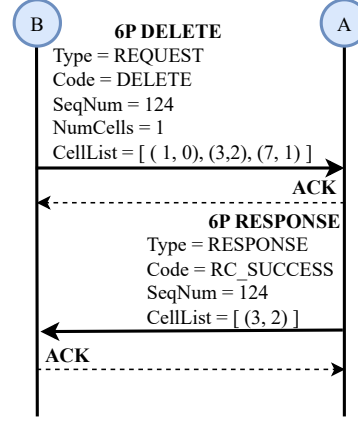 B
A
6P DELETE
Type = REQUEST
Code = DELETE
SeqNum = 124
NumCells = 1
CellList = [ ( 1, 0), (3,2), (7, 1) ]
ACK
6P RESPONSE
Type = RESPONSE
Code = RC_SUCCESS
SeqNum = 124
CellList = [ (3, 2) ]
ACK